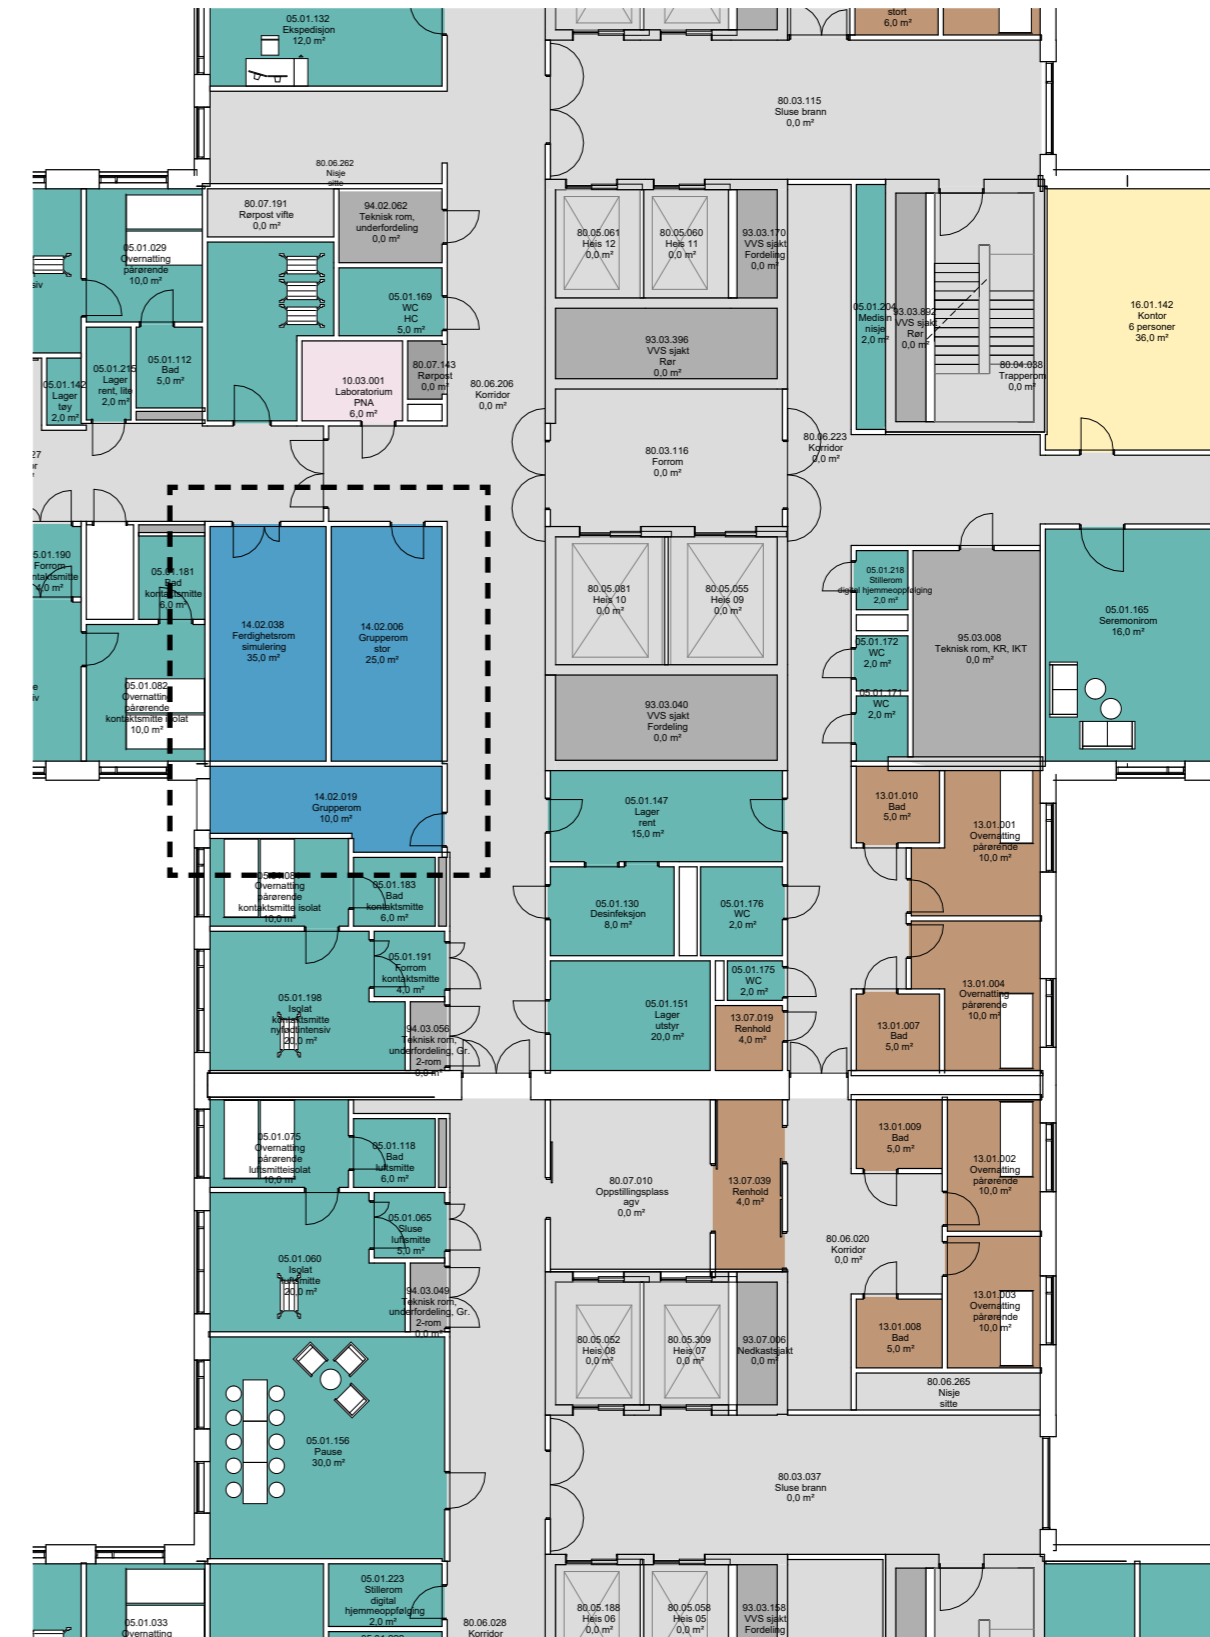 05.01.132
Ekspedisjon
12,0 m²
stort
6,0 m²
80.03.115
Sluse brann
0,0 m²
80.06.262
Nisje
sitte
80.07.191
Rørpost vifte
0,0 m²
94.02.062
Teknisk rom,
underfordeling
0,0 m²
80.05.061
Heis 12
0,0 m²
80.05.060
Heis 11
0,0 m²
93.03.170
VVS sjakt
Fordeling
0,0 m²
05.01.029
Overnatting
pårørende
10,0 m²
05.01.169
WC
HC
5,0 m²
05.01.204
Medisin
nisje
2,0 m²
93.03.892
VVS sjakt
Rør
0,0 m²
16.01.142
Kontor
6 personer
36,0 m²
93.03.396
VVS sjakt
Rør
0,0 m²
80.04.038
Trapperom
0,0 m²
05.01.142
Lager
tøy
2,0 m²
05.01.215
Lager
rent, lite
2,0 m²
05.01.112
Bad
5,0 m²
10.03.001
Laboratorium
PNA
6,0 m²
80.07.143
Rørpost
0,0 m²
80.06.206
Korridor
0,0 m²
80.03.116
Forrom
0,0 m²
80.06.223
Korridor
0,0 m²
05.01.190
Forrom
kontaktsmitte
4,0 m²
05.01.181
Bad
kontaktsmitte
6,0 m²
14.02.038
Ferdighetsrom
simulering
35,0 m²
14.02.006
Grupperom
stor
25,0 m²
80.05.081
Heis 10
0,0 m²
80.05.055
Heis 09
0,0 m²
05.01.218
Stillerom
digital hjemmeoppfølging
2,0 m²
95.03.008
Teknisk rom, KR, IKT
0,0 m²
05.01.165
Seremonirom
16,0 m²
05.01.172
WC
2,0 m²
05.01.171
WC
2,0 m²
05.01.082
Overnatting
pårørende
kontaktsmitte isolat
10,0 m²
93.03.040
VVS sjakt
Fordeling
0,0 m²
14.02.019
Grupperom
10,0 m²
05.01.147
Lager
rent
15,0 m²
13.01.010
Bad
5,0 m²
13.01.001
Overnatting
pårørende
10,0 m²
Overnatting
pårørende
kontaktsmitte isolat
10,0 m²
05.01.183
Bad
kontaktsmitte
6,0 m²
05.01.130
Desinfeksjon
8,0 m²
05.01.176
WC
2,0 m²
05.01.191
Forrom
kontaktsmitte
4,0 m²
05.01.175
WC
2,0 m²
13.01.004
Overnatting
pårørende
10,0 m²
05.01.198
Isolat
kontaktsmitte
nyfødtintensiv
20,0 m²
05.01.151
Lager
utstyr
20,0 m²
13.07.019
Renhold
4,0 m²
13.01.007
Bad
5,0 m²
94.03.056
Teknisk rom,
underfordeling, Gr.
2-rom
0,0 m²
05.01.075
Overnatting
pårørende
luftsmitteisolat
10,0 m²
05.01.118
Bad
luftsmitte
6,0 m²
13.01.009
Bad
5,0 m²
13.01.002
Overnatting
pårørende
10,0 m²
80.07.010
Oppstillingsplass
agv
0,0 m²
13.07.039
Renhold
4,0 m²
05.01.065
Sluse
luftsmitte
5,0 m²
80.06.020
Korridor
0,0 m²
05.01.060
Isolat
luftsmitte
20,0 m²
94.03.049
Teknisk rom,
underfordeling, Gr.
2-rom
0,0 m²
13.01.003
Overnatting
pårørende
10,0 m²
13.01.008
Bad
5,0 m²
80.05.052
Heis 08
0,0 m²
80.05.309
Heis 07
0,0 m²
93.07.006
Nedkastsjakt
0,0 m²
80.06.265
Nisje
sitte
05.01.156
Pause
30,0 m²
80.03.037
Sluse brann
0,0 m²
05.01.223
Stillerom
digital
hjemmeoppfølging
2,0 m²
05.01.033
Overnatting
80.06.028
Korridor
80.05.188
Heis 06
0,0 m²
80.05.058
Heis 05
0,0 m²
93.03.158
VVS sjakt
Fordeling